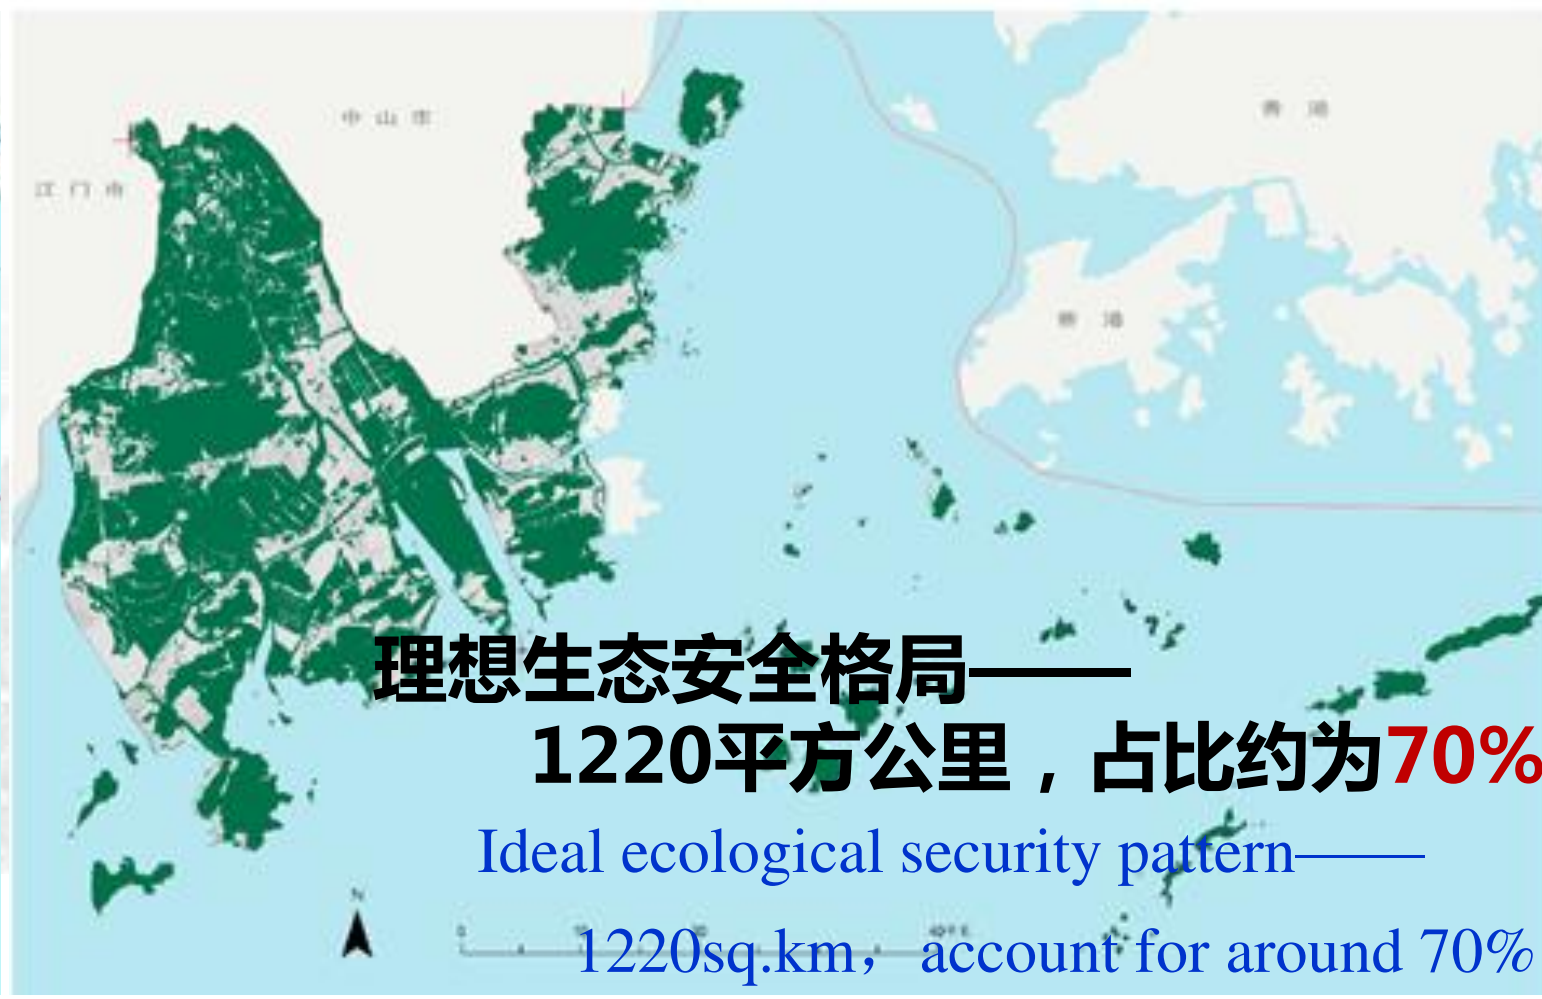 中山市
香港
江门市
香港
理想生态安全格局——
1220平方公里，占比约为70%
Ideal ecological security pattern——
N
0
1220sq.km，account for around 70%